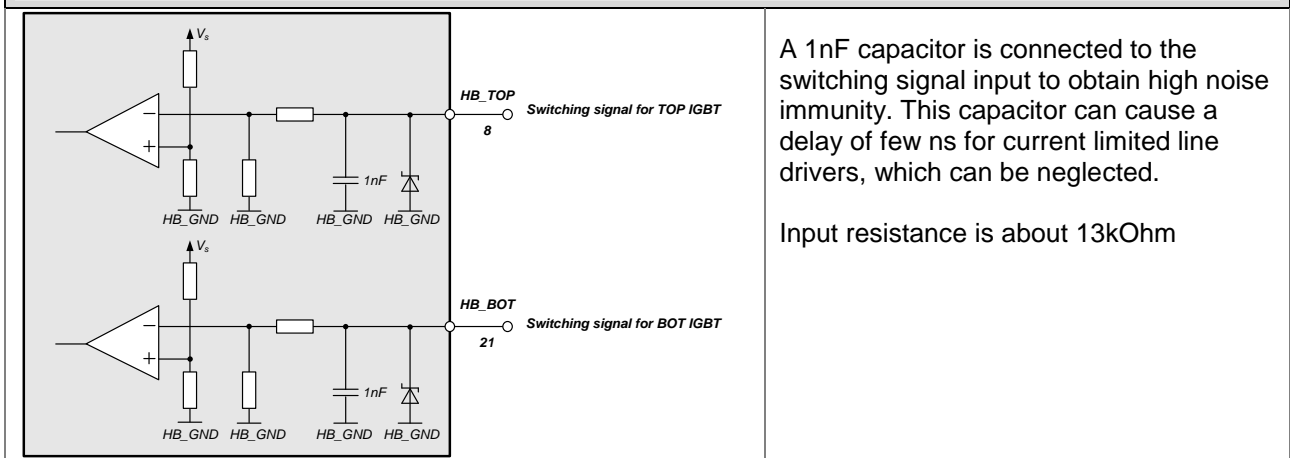 Vs
HB_TOP
Switching signal for TOP IGBT
8
−
+
1nF
HB_GND HB_GND HB_GND HB_GND
Vs
HB_BOT
Switching signal for BOT IGBT
21
−
+
1nF
HB_GND HB_GND HB_GND HB_GND
A 1nF capacitor is connected to the
switching signal input to obtain high noise
immunity. This capacitor can cause a
delay of few ns for current limited line
drivers, which can be neglected.
Input resistance is about 13kOhm